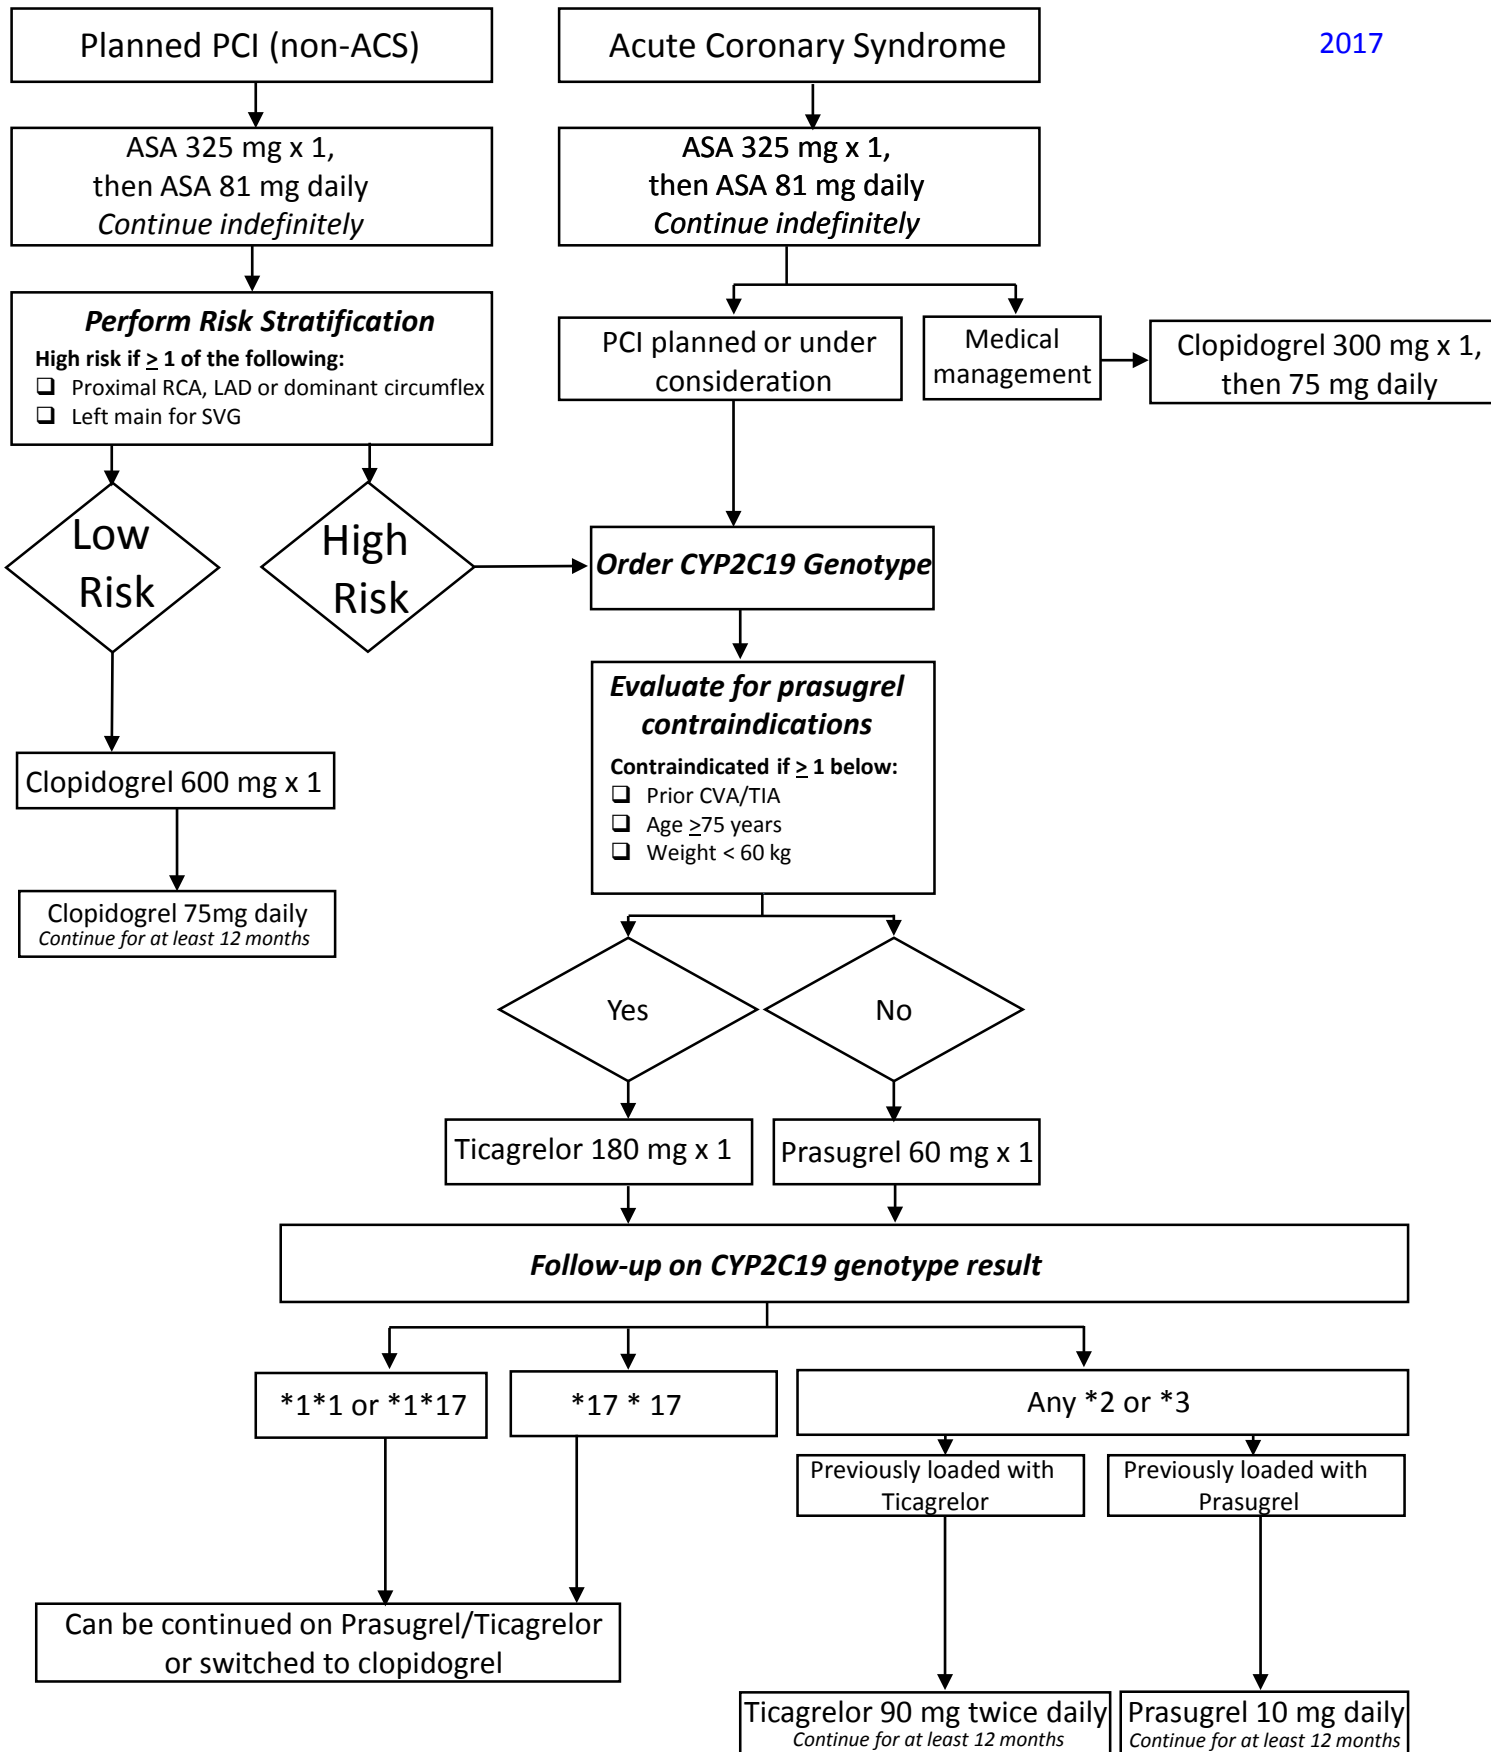 Planned PCI (non-ACS)
Acute Coronary Syndrome
2017
ASA 325 mg x 1,
then ASA 81 mg daily
Continue indefinitely
ASA 325 mg x 1,
then ASA 81 mg daily
Continue indefinitely
Perform Risk Stratification
High risk if ≥ 1 of the following:
❑ Proximal RCA, LAD or dominant circumflex
❑ Left main for SVG
PCI planned or under
consideration
Medical
management
Clopidogrel 300 mg x 1,
then 75 mg daily
Low
Risk
High
Risk
Order CYP2C19 Genotype
Evaluate for prasugrel
contraindications
Contraindicated if ≥ 1 below:
❑ Prior CVA/TIA
❑ Age ≥75 years
❑ Weight < 60 kg
Clopidogrel 600 mg x 1
Clopidogrel 75mg daily
Continue for at least 12 months
Yes
No
Ticagrelor 180 mg x 1
Prasugrel 60 mg x 1
Follow-up on CYP2C19 genotype result
*1*1 or *1*17
*17 * 17
Any *2 or *3
Previously loaded with
Ticagrelor
Previously loaded with
Prasugrel
Can be continued on Prasugrel/Ticagrelor
or switched to clopidogrel
Ticagrelor 90 mg twice daily
Continue for at least 12 months
Prasugrel 10 mg daily
Continue for at least 12 months